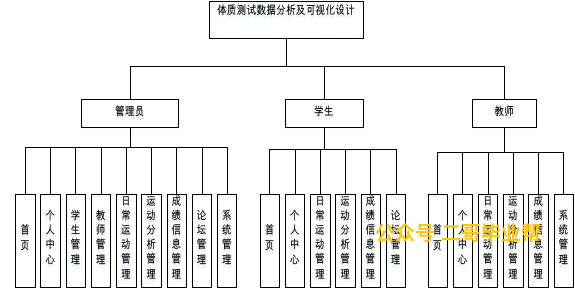 体质测试数据分析及可视化设计
管理员
学生
教师
首页
个人中心
学生管理
教师管理
日常运动管理
运动分析管理
成绩信息管理
论坛管理
系统管理
首页
个人中心
日常运动管理
运动分析管理
成绩信息管理
论坛管理
首页
个人中心
日常运动管理
运动分析管理
成绩信息管理
系统管理
公众号:二哥毕业帮